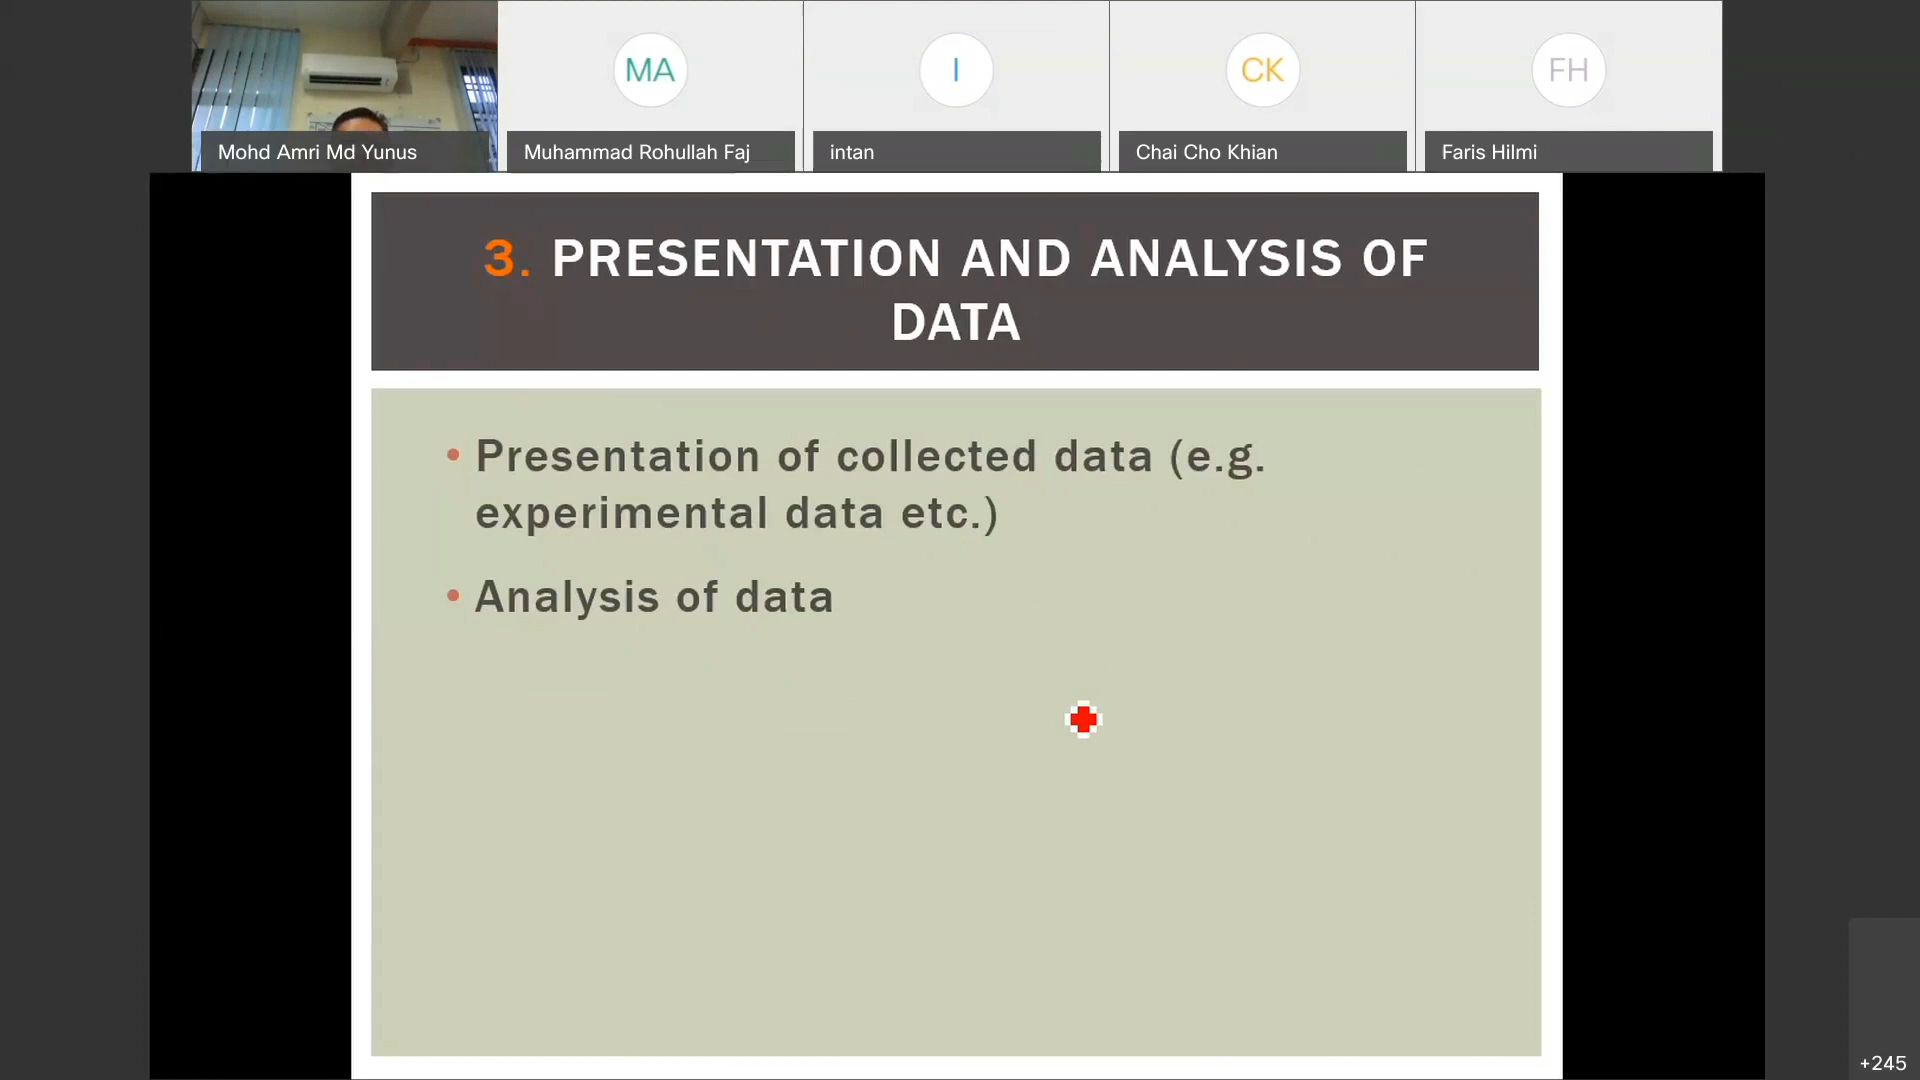 MA
I
CK
FH
Mohd Amri Md Yunus
Muhammad Rohullah Faj
intan
Chai Cho Khian
Faris Hilmi
3. PRESENTATION AND ANALYSIS OF
DATA
• Presentation of collected data (e.g.
experimental data etc.)
• Analysis of data
+245